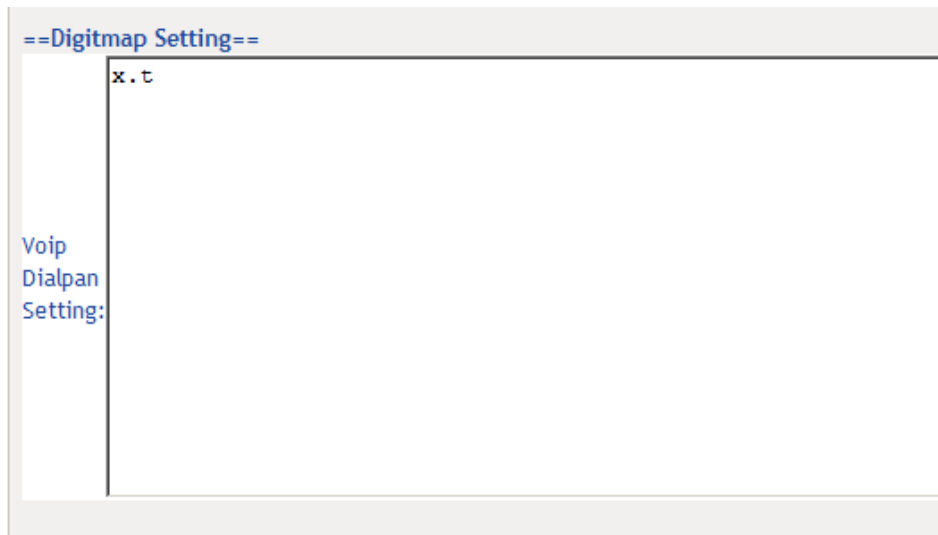 ==Digitmap Setting==
x.t
Voip
Dialpan
Setting: